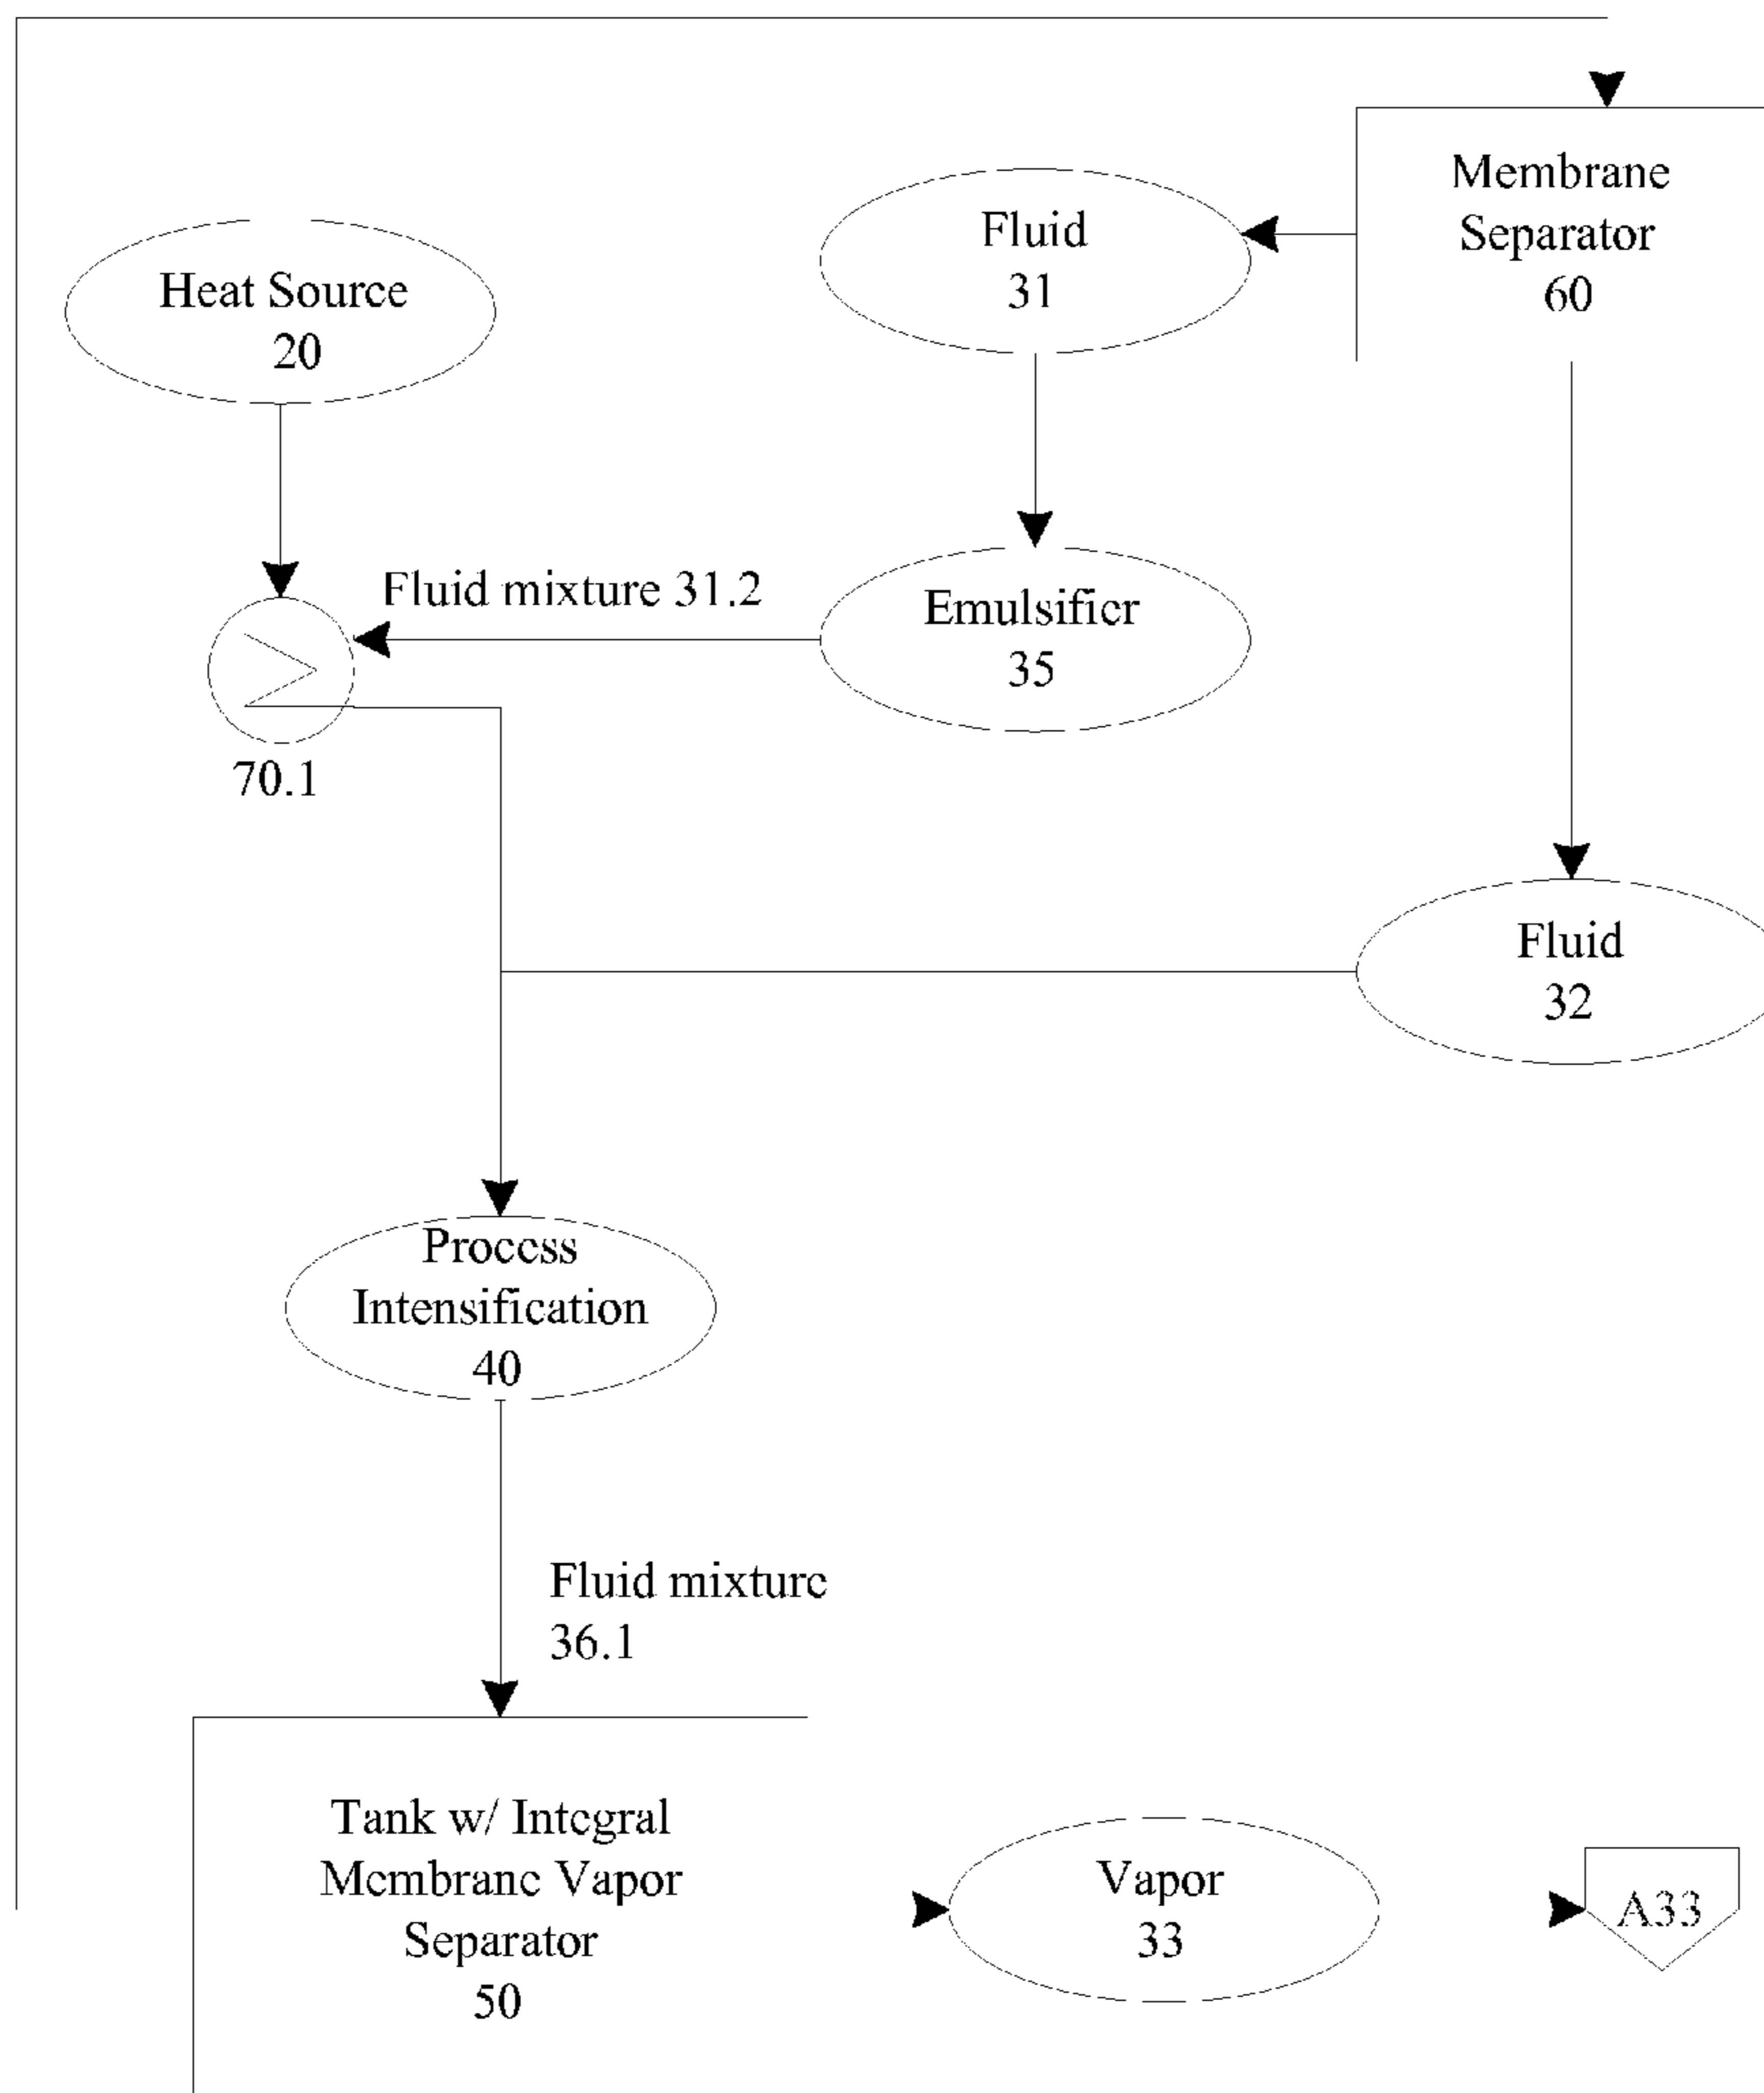 Membrane
Separator
60
Fluid
31
Heat Source
20
Fluid mixture 31.2
Emulsifier
35
70.1
Fluid
32
Process
Intensification
40
Fluid mixture
36.1
Tank w/ Integral
Membrane Vapor
Separator
50
Vapor
33
A33